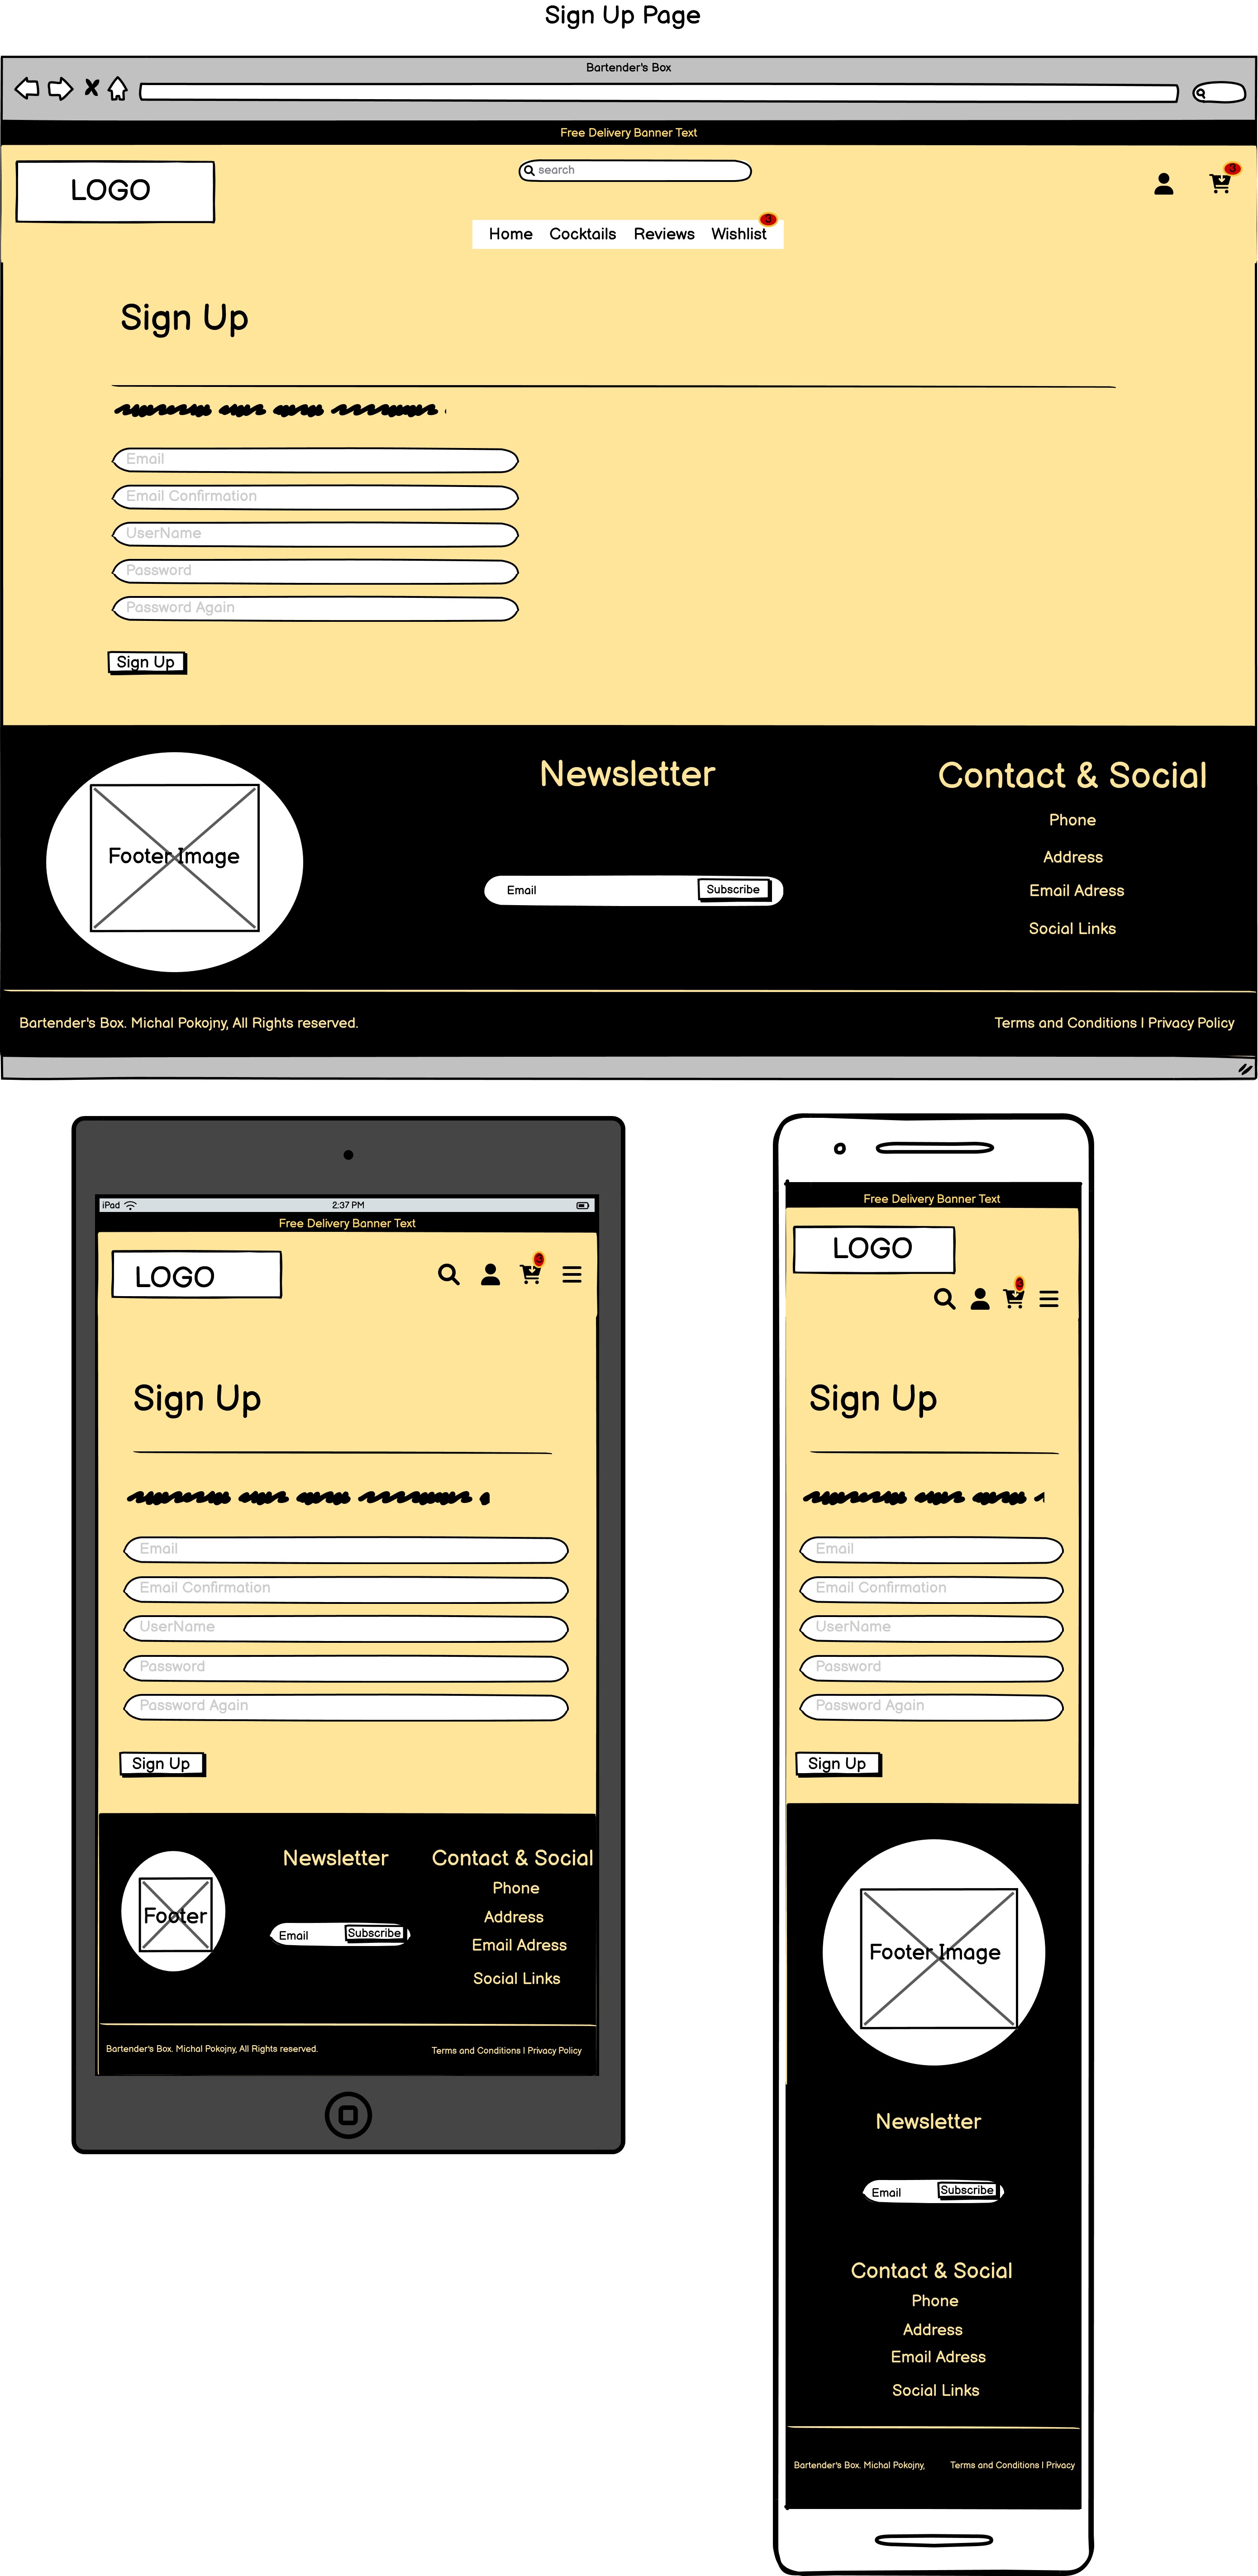 Sign Up Page
Bartender's Box
Free Delivery Banner Text
LOGO
search
3
3
Home Cocktails Reviews Wishlist
Sign Up
Email
Email Confirmation
UserName
Password
Password Again
Sign Up
Footer Image
Newsletter
Email
Subscribe
Contact & Social
Phone
Address
Email Adress
Social Links
Bartender's Box. Michal Pokojny, All Rights reserved.
Terms and Conditions | Privacy Policy
iPad
2:37 PM
Free Delivery Banner Text
LOGO
3
Sign Up
Email
Email Confirmation
UserName
Password
Password Again
Sign Up
Footer
Newsletter
Email
Subscribe
Contact & Social
Phone
Address
Email Adress
Social Links
Bartender's Box. Michal Pokojny, All Rights reserved.
Terms and Conditions | Privacy Policy
Free Delivery Banner Text
LOGO
3
Sign Up
Email
Email Confirmation
UserName
Password
Password Again
Sign Up
Footer Image
Newsletter
Email
Subscribe
Contact & Social
Phone
Address
Email Adress
Social Links
Bartender's Box. Michal Pokojny,
Terms and Conditions | Privacy